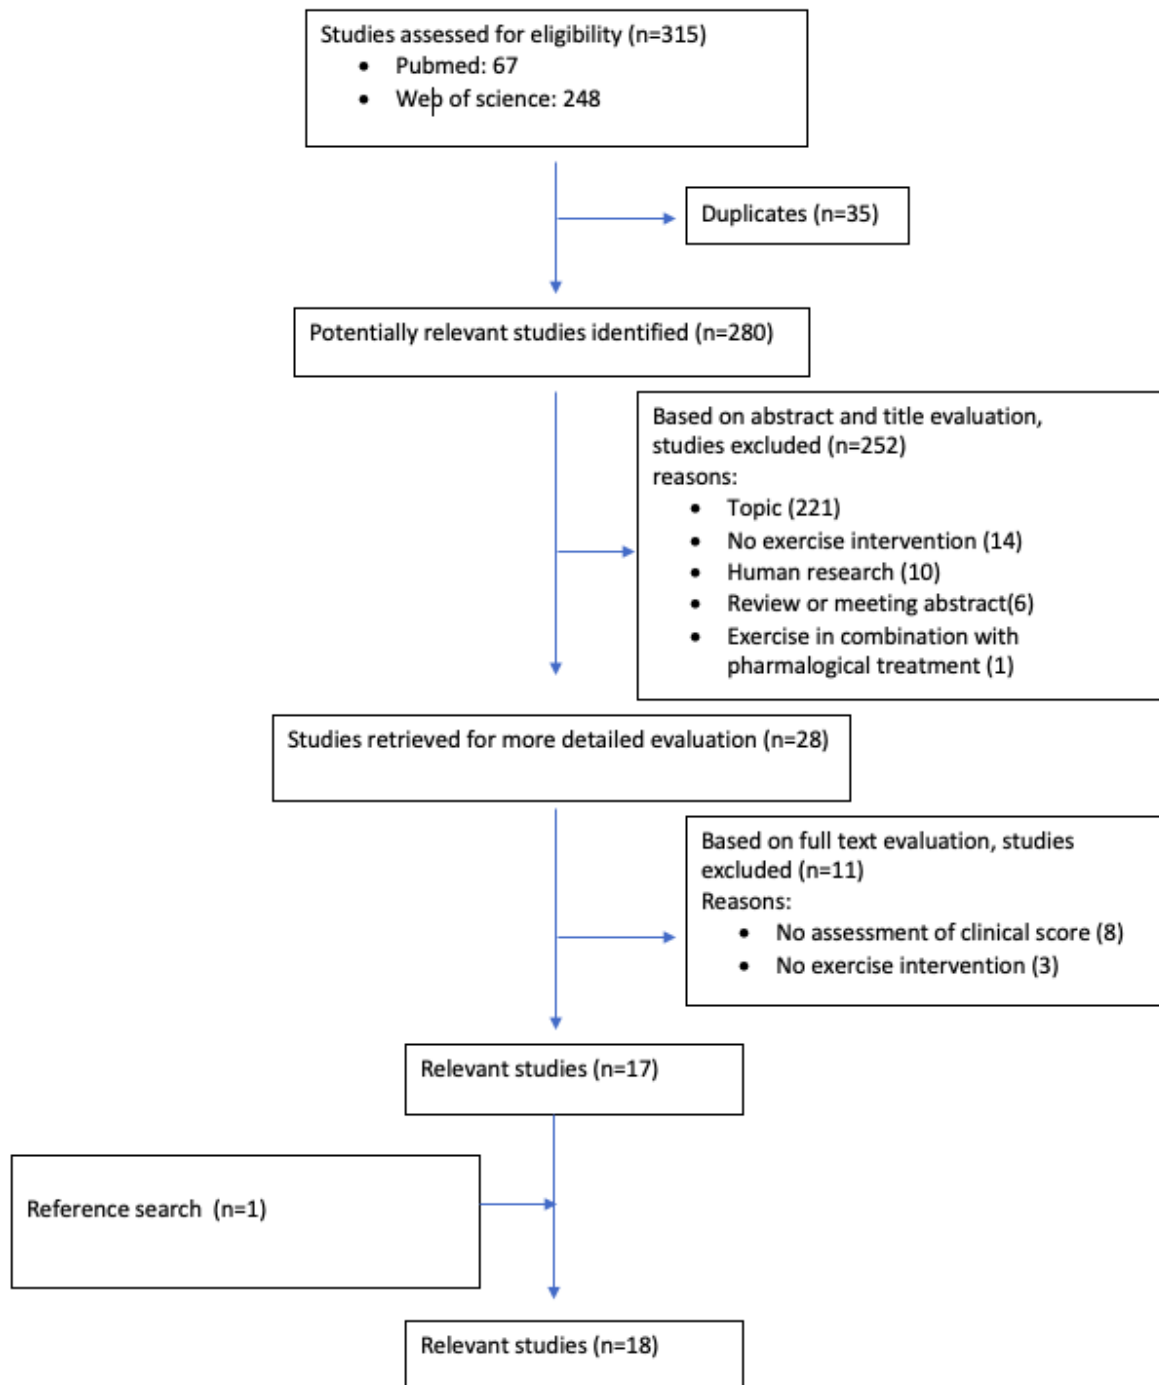 Studies assessed for eligibility (n=315)
• Pubmed: 67
• Web of science: 248
Duplicates (n=35)
Potentially relevant studies identified (n=280)
Based on abstract and title evaluation,
studies excluded (n=252)
reasons:
• Topic (221)
• No exercise intervention (14)
• Human research (10)
• Review or meeting abstract(6)
• Exercise in combination with
pharmalogical treatment (1)
Studies retrieved for more detailed evaluation (n=28)
Based on full text evaluation, studies
excluded (n=11)
Reasons:
• No assessment of clinical score (8)
• No exercise intervention (3)
Relevant studies (n=17)
Reference search (n=1)
Relevant studies (n=18)